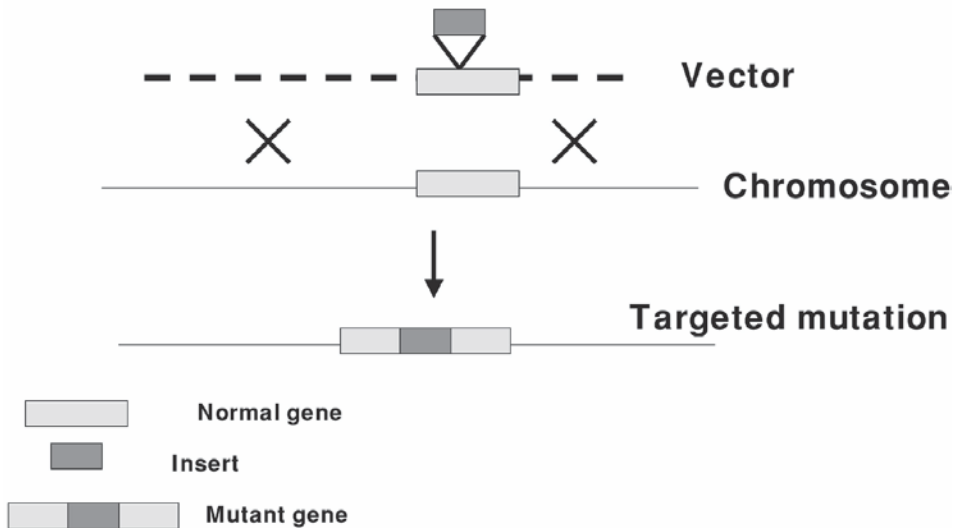 Vector
Chromosome
Targeted mutation
Normal gene
Insert
Mutant gene